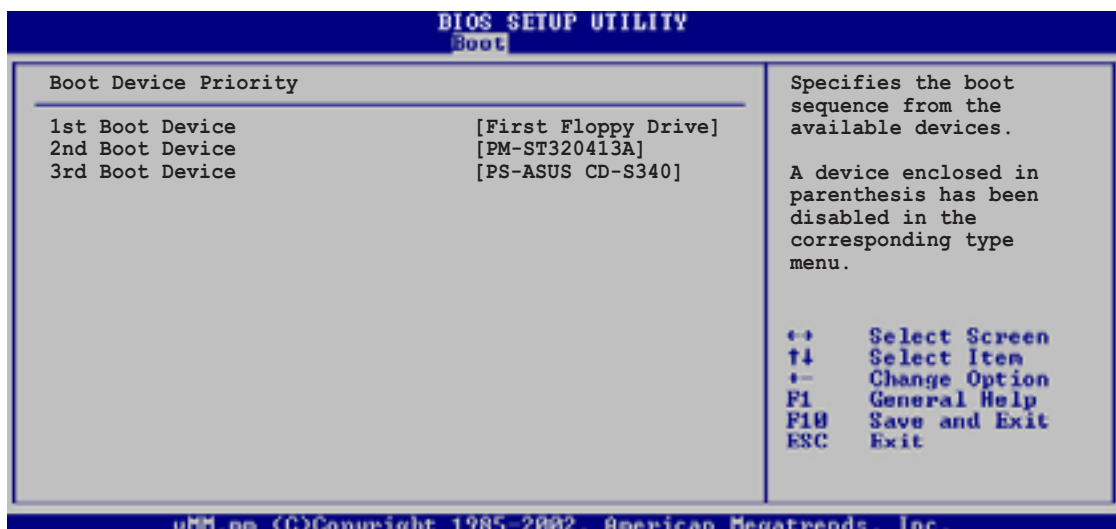 BIOS SETUP UTILITY
Boot
Boot Device Priority
1st Boot Device [First Floppy Drive]
2nd Boot Device [PM-ST320413A]
3rd Boot Device [PS-ASUS CD-S340]
Specifies the boot
sequence from the
available devices.
A device enclosed in
parenthesis has been
disabled in the
corresponding type
menu.
←→ Select Screen
↑↓ Select Item
+- Change Option
F1 General Help
F10 Save and Exit
ESC Exit
(C)Copyright 1985-2002, American Megatrends, Inc.